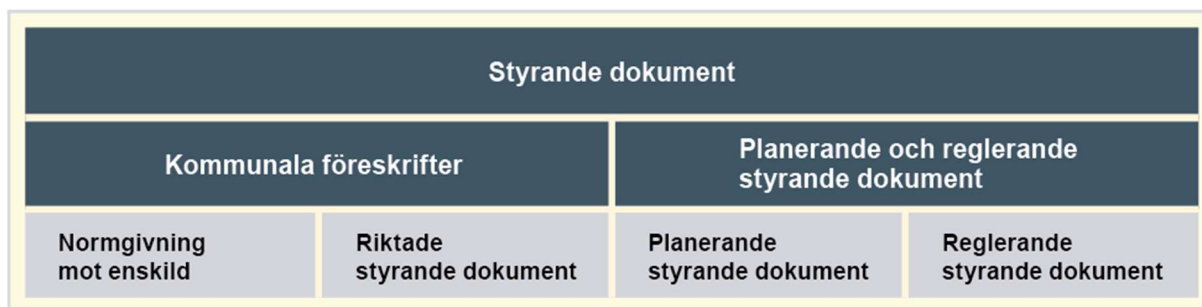 Styrande dokument
Kommunala föreskrifter
Planerande och reglerande
styrande dokument
Normgivning
mot enskild
Riktade
styrande dokument
Planerande
styrande dokument
Reglerande
styrande dokument